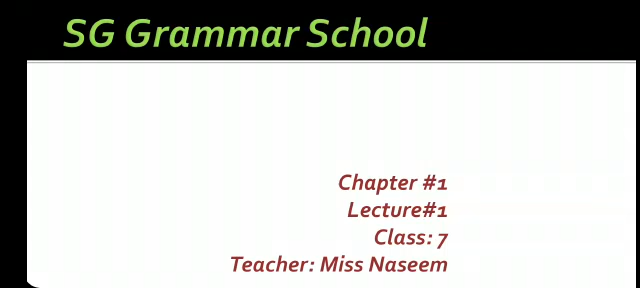 SG Grammar School
Chapter #1
Lecture#1
Class: 7
Teacher: Miss Naseem